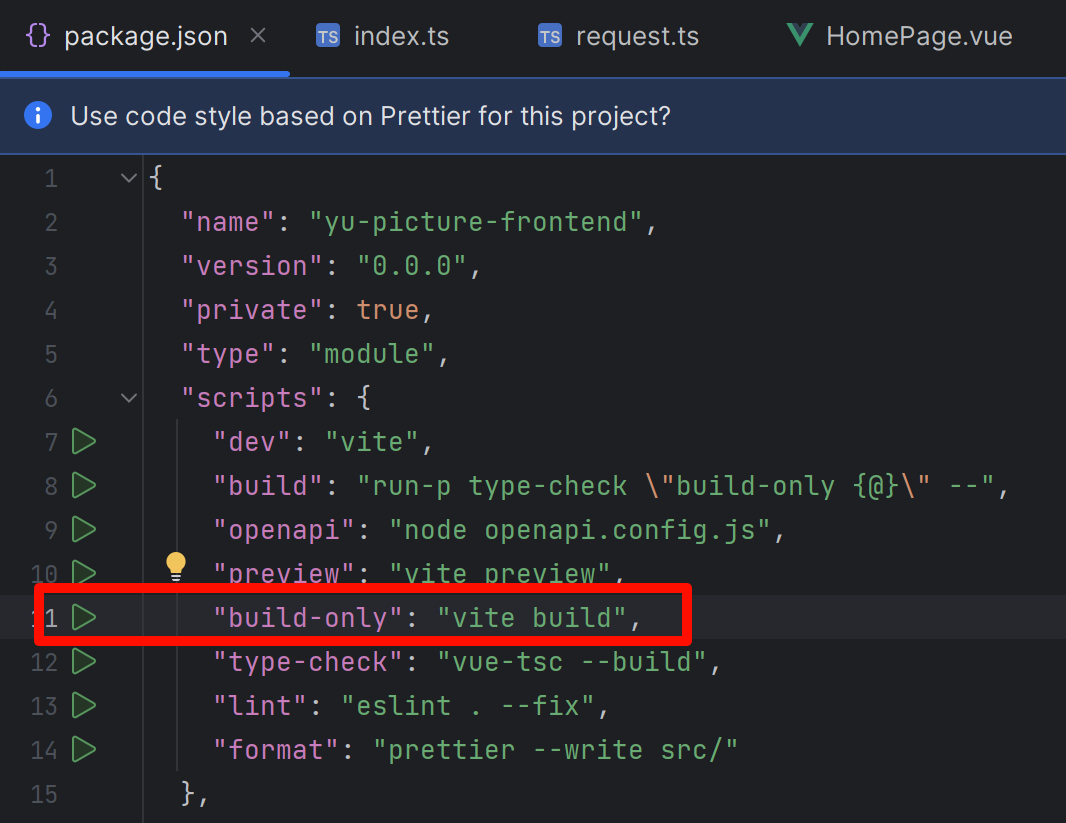 package.json
index.ts
request.ts
HomePage.vue
Use code style based on Prettier for this project?
1 {
2 "name": "yu-picture-frontend",
3 "version": "0.0.0",
4 "private": true,
5 "type": "module",
6 "scripts": {
7 "dev": "vite",
8 "build": "run-p type-check \"build-only {@}\" --",
9 "openapi": "node openapi.config.js",
10 "preview": "vite preview",
11 "build-only": "vite build",
12 "type-check": "vue-tsc --build",
13 "lint": "eslint . --fix",
14 "format": "prettier --write src/"
15 },